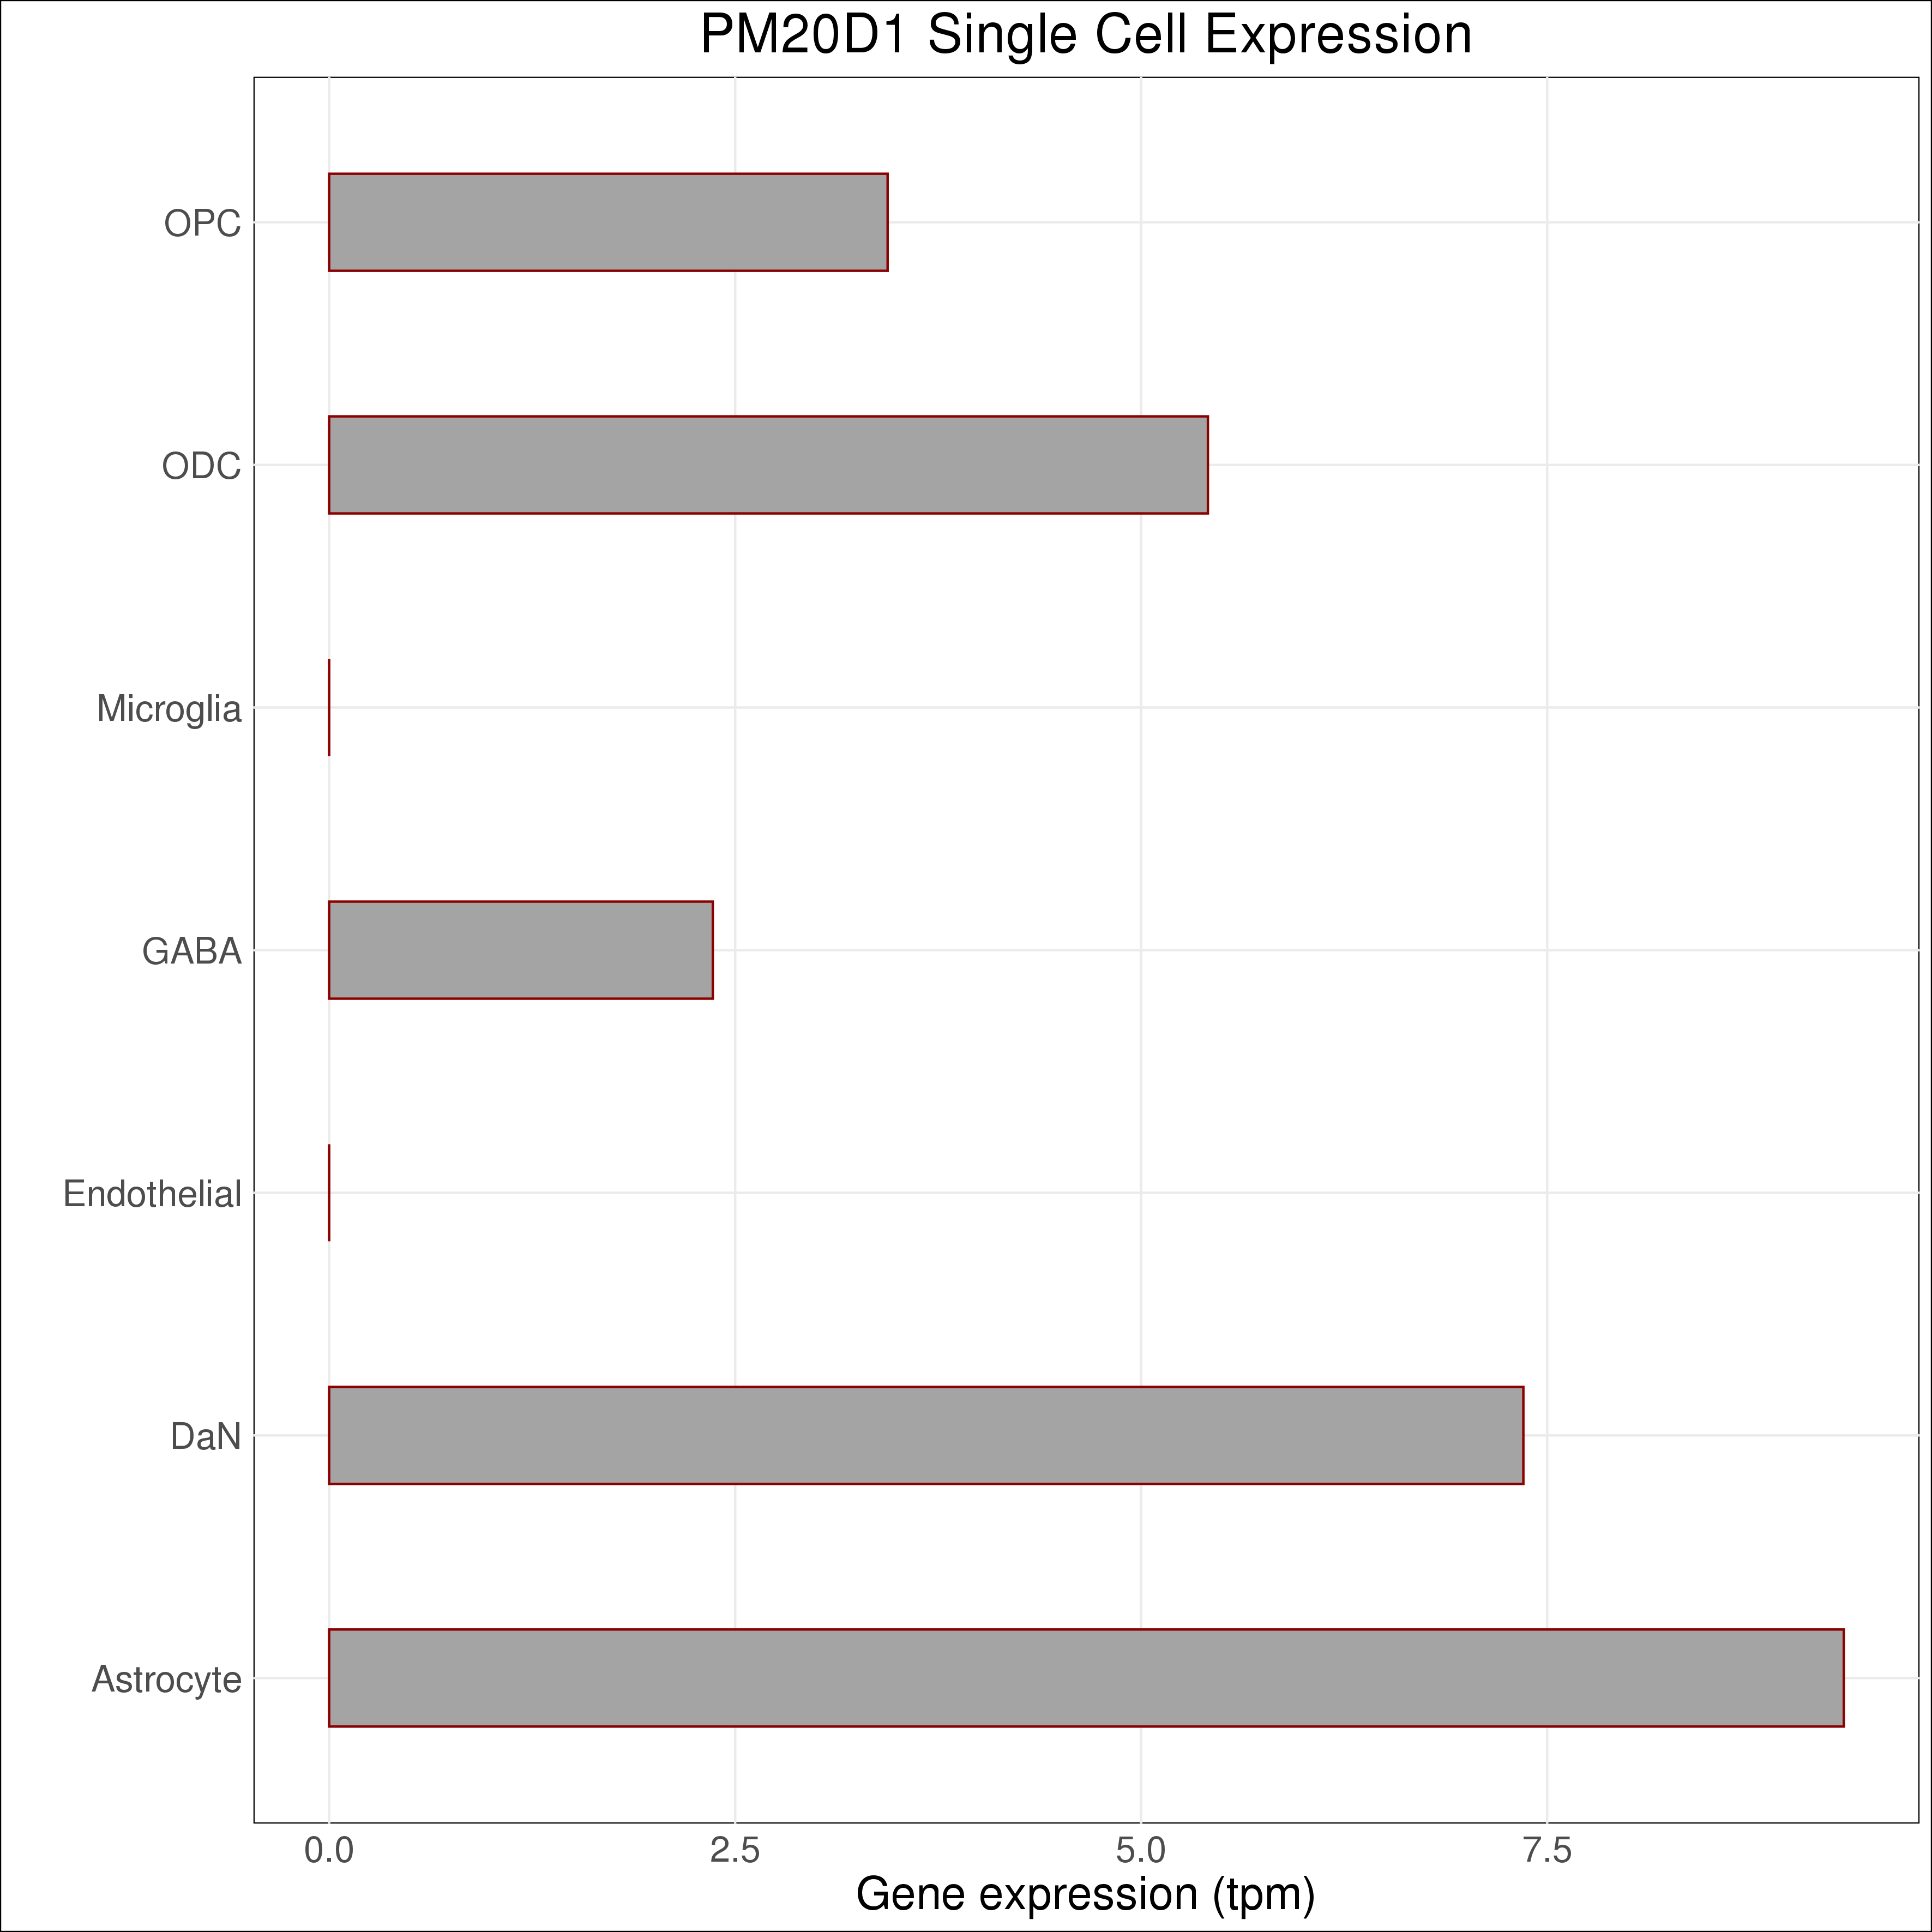 PM20D1 Single Cell Expression
OPC
ODC
Microglia
GABA
Endothelial
DaN
Astrocyte
0.0 2.5 5.0 7.5
Gene expression (tpm)